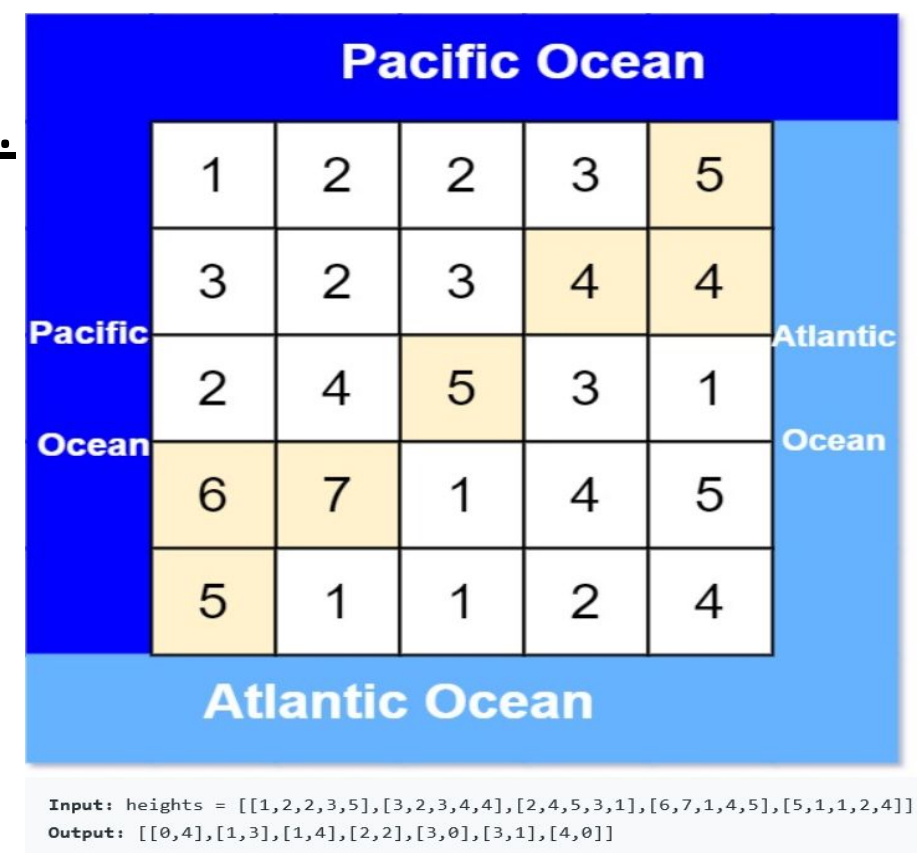 Pacific Ocean
.
1 2 2 3 5
3 2 3 4 4
Pacific
Atlantic
2 4 5 3 1
Ocean
Ocean
6 7 1 4 5
5 1 1 2 4
Atlantic Ocean
Input: heights = [[1,2,2,3,5],[3,2,3,4,4],[2,4,5,3,1],[6,7,1,4,5],[5,1,1,2,4]]
Output: [[0,4],[1,3],[1,4],[2,2],[3,0],[3,1],[4,0]]